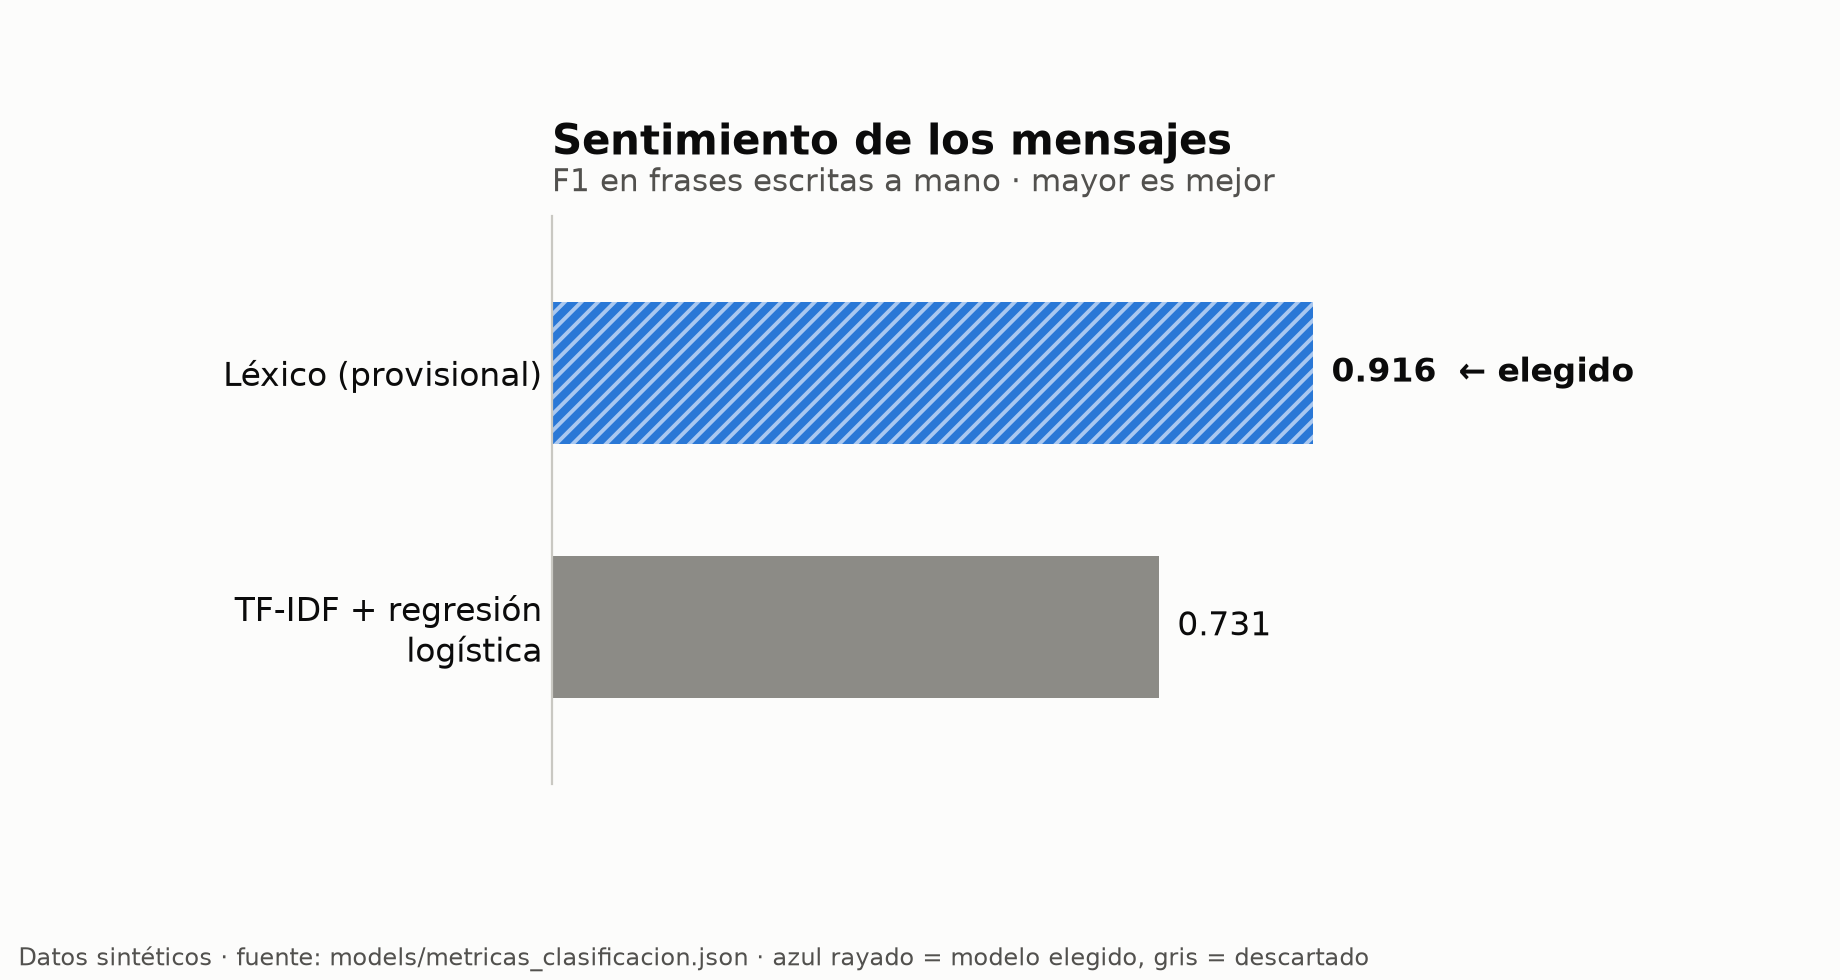 Sentimiento de los mensajes
F1 en frases escritas a mano · mayor es mejor
Léxico (provisional)
0.916 ← elegido
TF-IDF + regresión
logística
0.731
Datos sintéticos · fuente: models/metricas_clasificacion.json · azul rayado = modelo elegido, gris = descartado